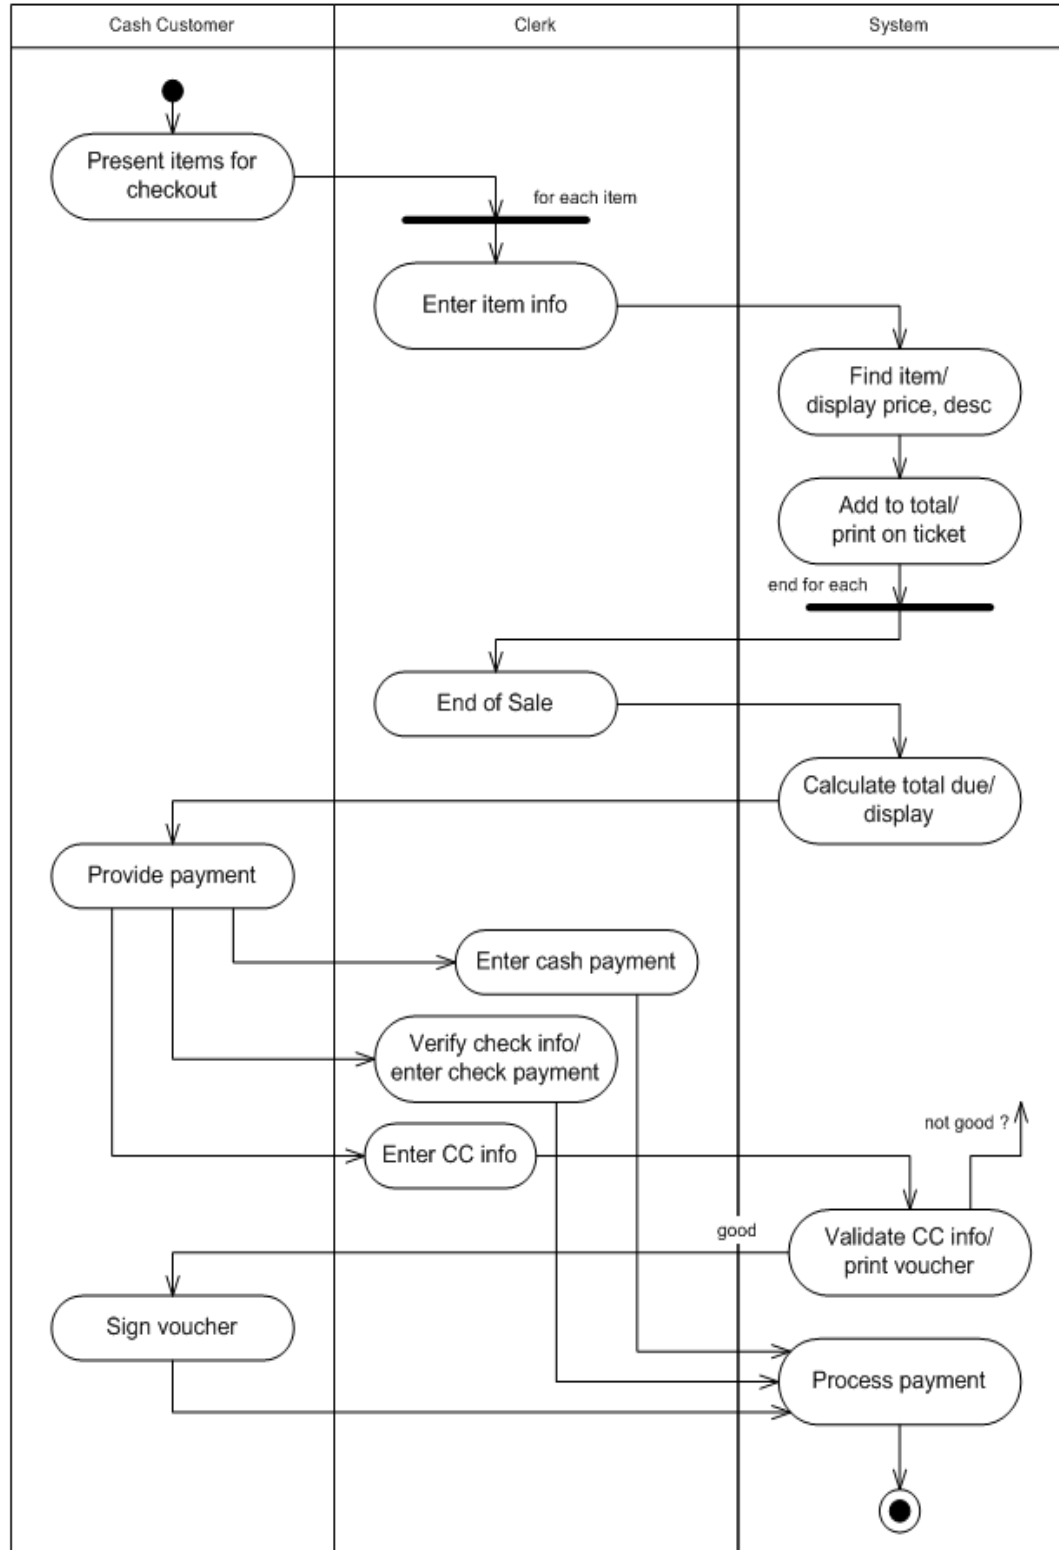 Cash Customer
Clerk
System
Present items for
checkout
for each item
Enter item info
Find item/
display price, desc
Add to total/
print on ticket
end for each
End of Sale
Calculate total due/
display
Provide payment
Enter cash payment
Verify check info/
enter check payment
not good ?
Enter CC info
good
Validate CC info/
print voucher
Sign voucher
Process payment